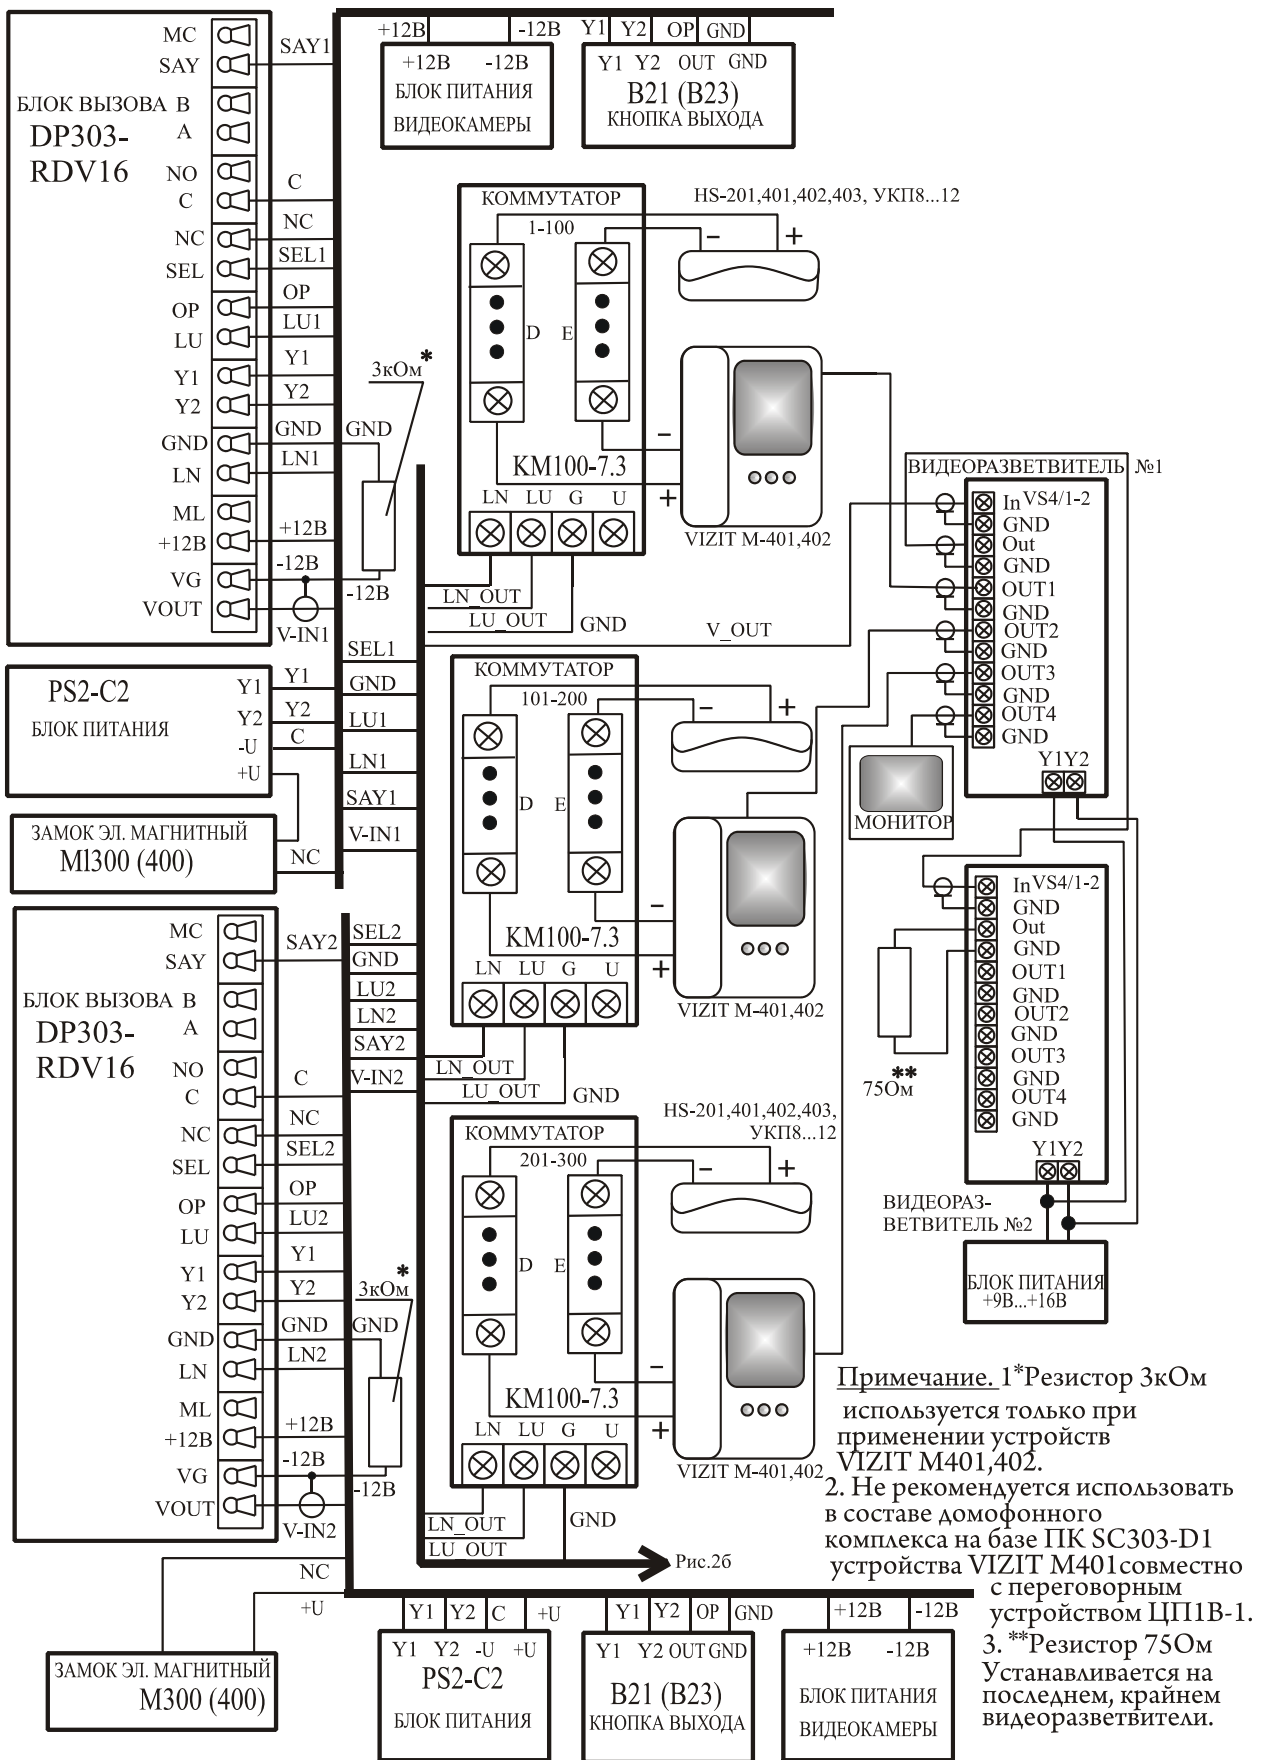 MC
SAY
SAY1
БЛОК ВЫЗОВА B
DP303-
A
RDV16
NO
C
C
NC
NC
SEL
SEL1
OP
OP
LU
LU1
Y1
Y1
Y2
Y2
GND
GND
GND
LN
LN1
ML
+12В
+12В
VG
-12В
-12В
VOUT
V-IN1
3кОм*
+12В
-12В
+12В
-12В
БЛОК ПИТАНИЯ
ВИДЕОКАМЕРЫ
Y1
Y2
OP
GND
Y1
Y2
OUT
GND
B21 (B23)
КНОПКА ВЫХОДА
КОММУТАТОР
1-100
HS-201,401,402,403, УКП8...12
−
+
D
E
−
+
KM100-7.3
LN
LU
G
U
VIZIT M-401,402
LN_OUT
LU_OUT
GND
V_OUT
ВИДЕОРАЗВЕТВИТЕЛЬ №1
In VS4/1-2
GND
Out
GND
OUT1
GND
OUT2
GND
OUT3
GND
OUT4
GND
Y1Y2
МОНИТОР
PS2-C2
БЛОК ПИТАНИЯ
Y1
Y1
Y2
Y2
-U
C
+U
ЗАМОК ЭЛ. МАГНИТНЫЙ
Ml300 (400)
NC
SEL1
GND
LU1
LN1
SAY1
V-IN1
КОММУТАТОР
101-200
−
+
D
E
−
+
KM100-7.3
LN
LU
G
U
VIZIT M-401,402
LN_OUT
LU_OUT
GND
SEL2
GND
LU2
LN2
SAY2
V-IN2
In VS4/1-2
GND
Out
GND
OUT1
GND
OUT2
GND
OUT3
GND
OUT4
GND
Y1Y2
**
75Ом
ВИДЕОРАЗ-
ВЕТВИТЕЛЬ №2
БЛОК ПИТАНИЯ
+9В...+16В
MC
SAY
SAY2
БЛОК ВЫЗОВА B
DP303-
A
RDV16
NO
C
C
NC
NC
SEL
SEL2
OP
OP
LU
LU2
Y1
Y1
Y2
Y2
GND
GND
GND
LN
LN2
ML
+12В
+12В
VG
-12В
-12В
VOUT
V-IN2
3кОм*
HS-201,401,402,403,
УКП8...12
КОММУТАТОР
201-300
−
+
D
E
−
+
KM100-7.3
LN
LU
G
U
VIZIT M-401,402
LN_OUT
LU_OUT
GND
Рис.2б
NC
+U
ЗАМОК ЭЛ. МАГНИТНЫЙ
M300 (400)
Y1
Y2
C
+U
Y1
Y2
-U
+U
PS2-C2
БЛОК ПИТАНИЯ
Y1
Y2
OP
GND
Y1
Y2
OUT
GND
B21 (B23)
КНОПКА ВЫХОДА
+12В
-12В
+12В
-12В
БЛОК ПИТАНИЯ
ВИДЕОКАМЕРЫ
Примечание. 1*Резистор 3кОм
используется только при
применении устройств
VIZIT M401,402.
2. Не рекомендуется использовать
в составе домофонного
комплекса на базе ПК SC303-D1
устройства VIZIT M401совместно
с переговорным
устройством ЦП1В-1.
3. **Резистор 75Ом
Устанавливается на
последнем, крайнем
видеоразветвители.